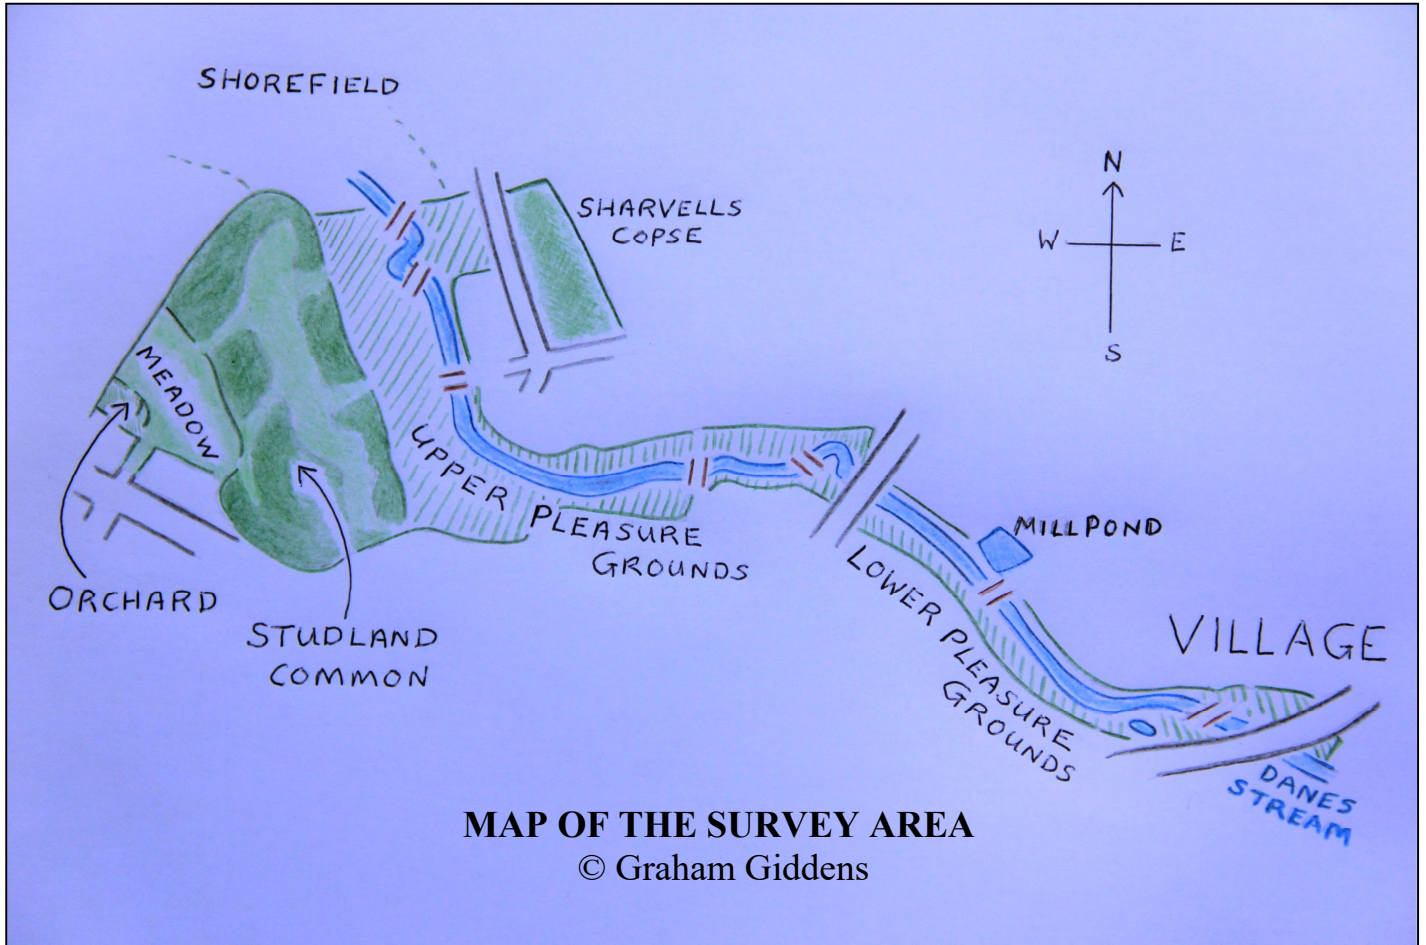 SHOREFIELD
N
W E
S
SHARVELLS
COPSE
MEADOW
UPPER PLEASURE
GROUNDS
MILLPOND
LOWER PLEASURE
GROUNDS
ORCHARD
STUDLAND
COMMON
VILLAGE
DANES
STREAM
MAP OF THE SURVEY AREA
© Graham Giddens